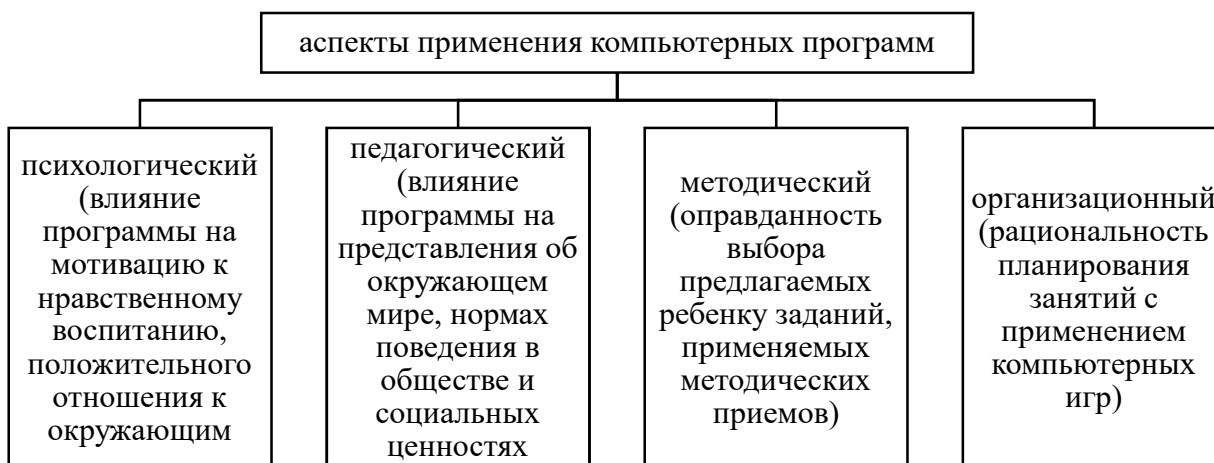 аспекты применения компьютерных программ
психологический
(влияние
программы на
мотивацию к
нравственному
воспитанию,
положительного
отношения к
окружающим
педагогический
(влияние
программы на
представления об
окружающем
мире, нормах
поведения в
обществе и
социальных
ценностях
методический
(оправданность
выбора
предлагаемых
ребенку заданий,
применяемых
методических
приемов)
организационный
(рациональность
планирования
занятий с
применением
компьютерных
игр)